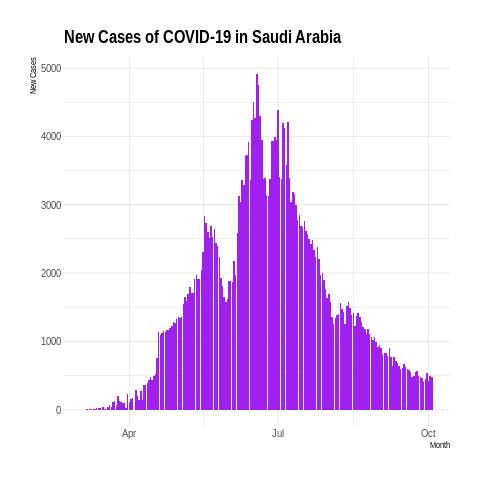 New Cases of COVID-19 in Saudi Arabia
New Cases
5000
4000
3000
2000
1000
0
Apr
Jul
Oct
Month